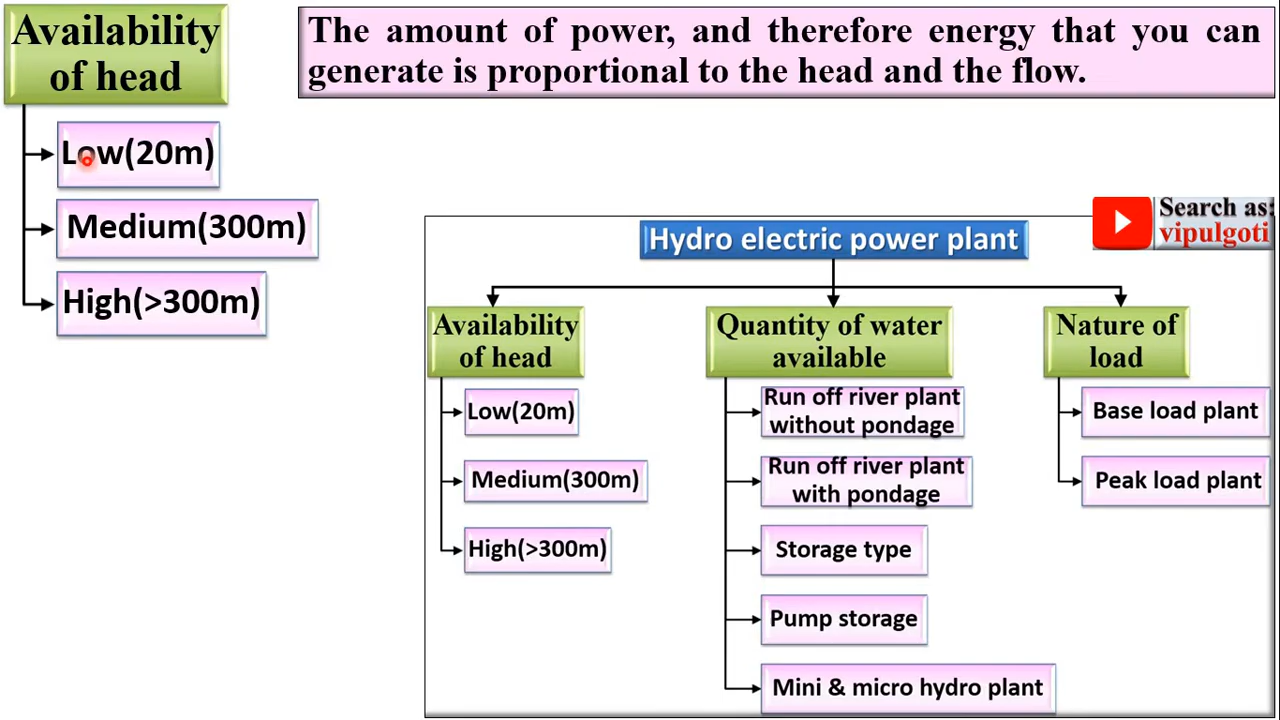 Availability
of head
The amount of power, and therefore energy that you can
generate is proportional to the head and the flow.
Low(20m)
Medium(300m)
High(>300m)
Search as:
vipulgoti
Hydro electric power plant
Availability
of head
Low(20m)
Medium(300m)
High(>300m)
Quantity of water
available
Run off river plant
without pondage
Run off river plant
with pondage
Storage type
Pump storage
Mini & micro hydro plant
Nature of
load
Base load plant
Peak load plant